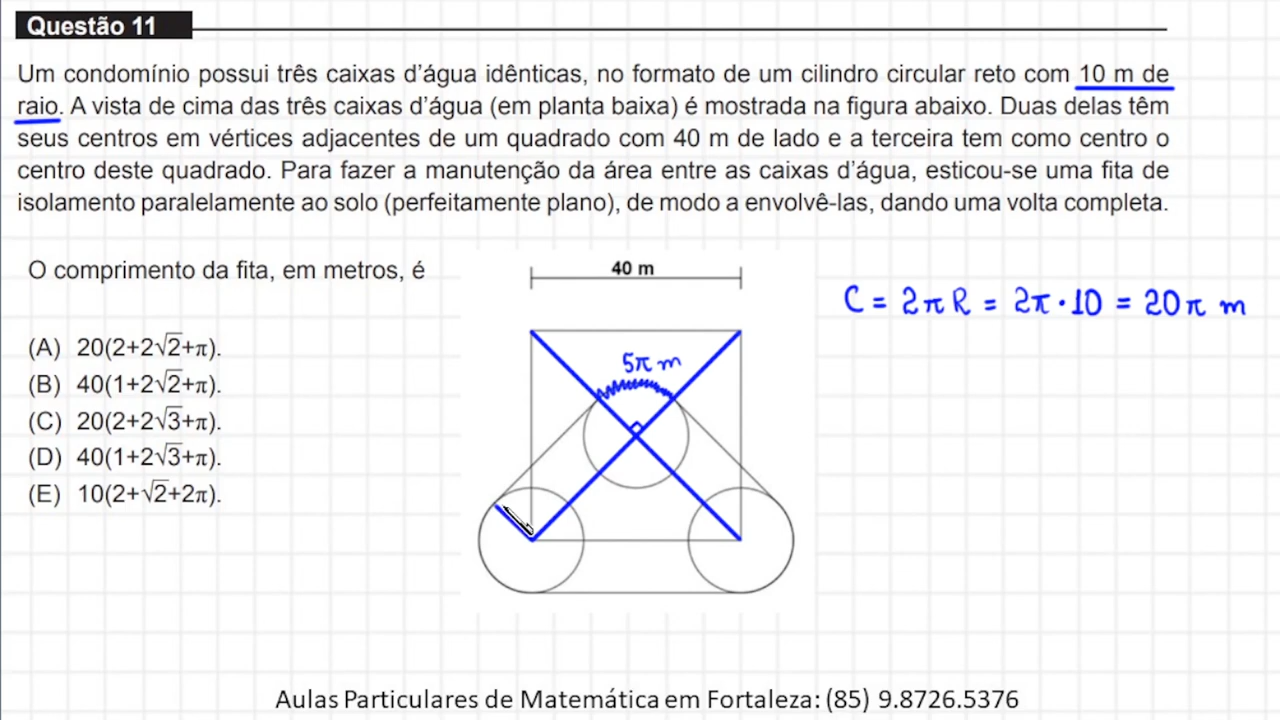 Questão 11
Um condomínio possui três caixas d'água idênticas, no formato de um cilindro circular reto com 10 m de
raio. A vista de cima das três caixas d'água (em planta baixa) é mostrada na figura abaixo. Duas delas têm
seus centros em vértices adjacentes de um quadrado com 40 m de lado e a terceira tem como centro o
centro deste quadrado. Para fazer a manutenção da área entre as caixas d'água, esticou-se uma fita de
isolamento paralelamente ao solo (perfeitamente plano), de modo a envolvê-las, dando uma volta completa.
O comprimento da fita, em metros, é
40 m
C = 2πR = 2π·10 = 20π m
(A) 20(2+2√2+π).
5π m
(B) 40(1+2√2+π).
(C) 20(2+2√3+π).
(D) 40(1+2√3+π).
(E) 10(2+√2+2π).
Aulas Particulares de Matemática em Fortaleza: (85) 9.8726.5376